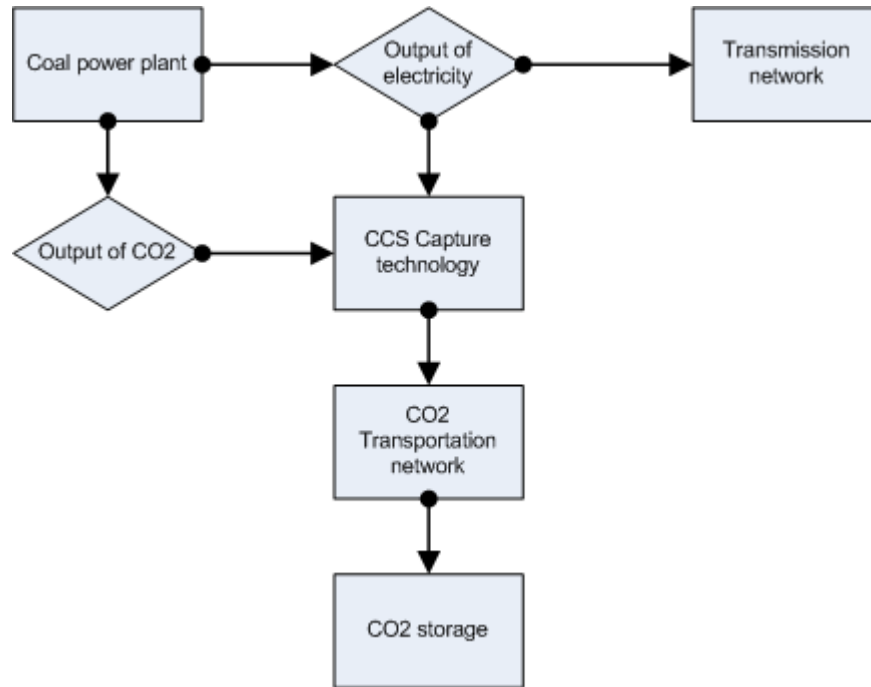 Coal power plant
Output of
electricity
Transmission
network
Output of CO2
CCS Capture
technology
CO2
Transportation
network
CO2 storage